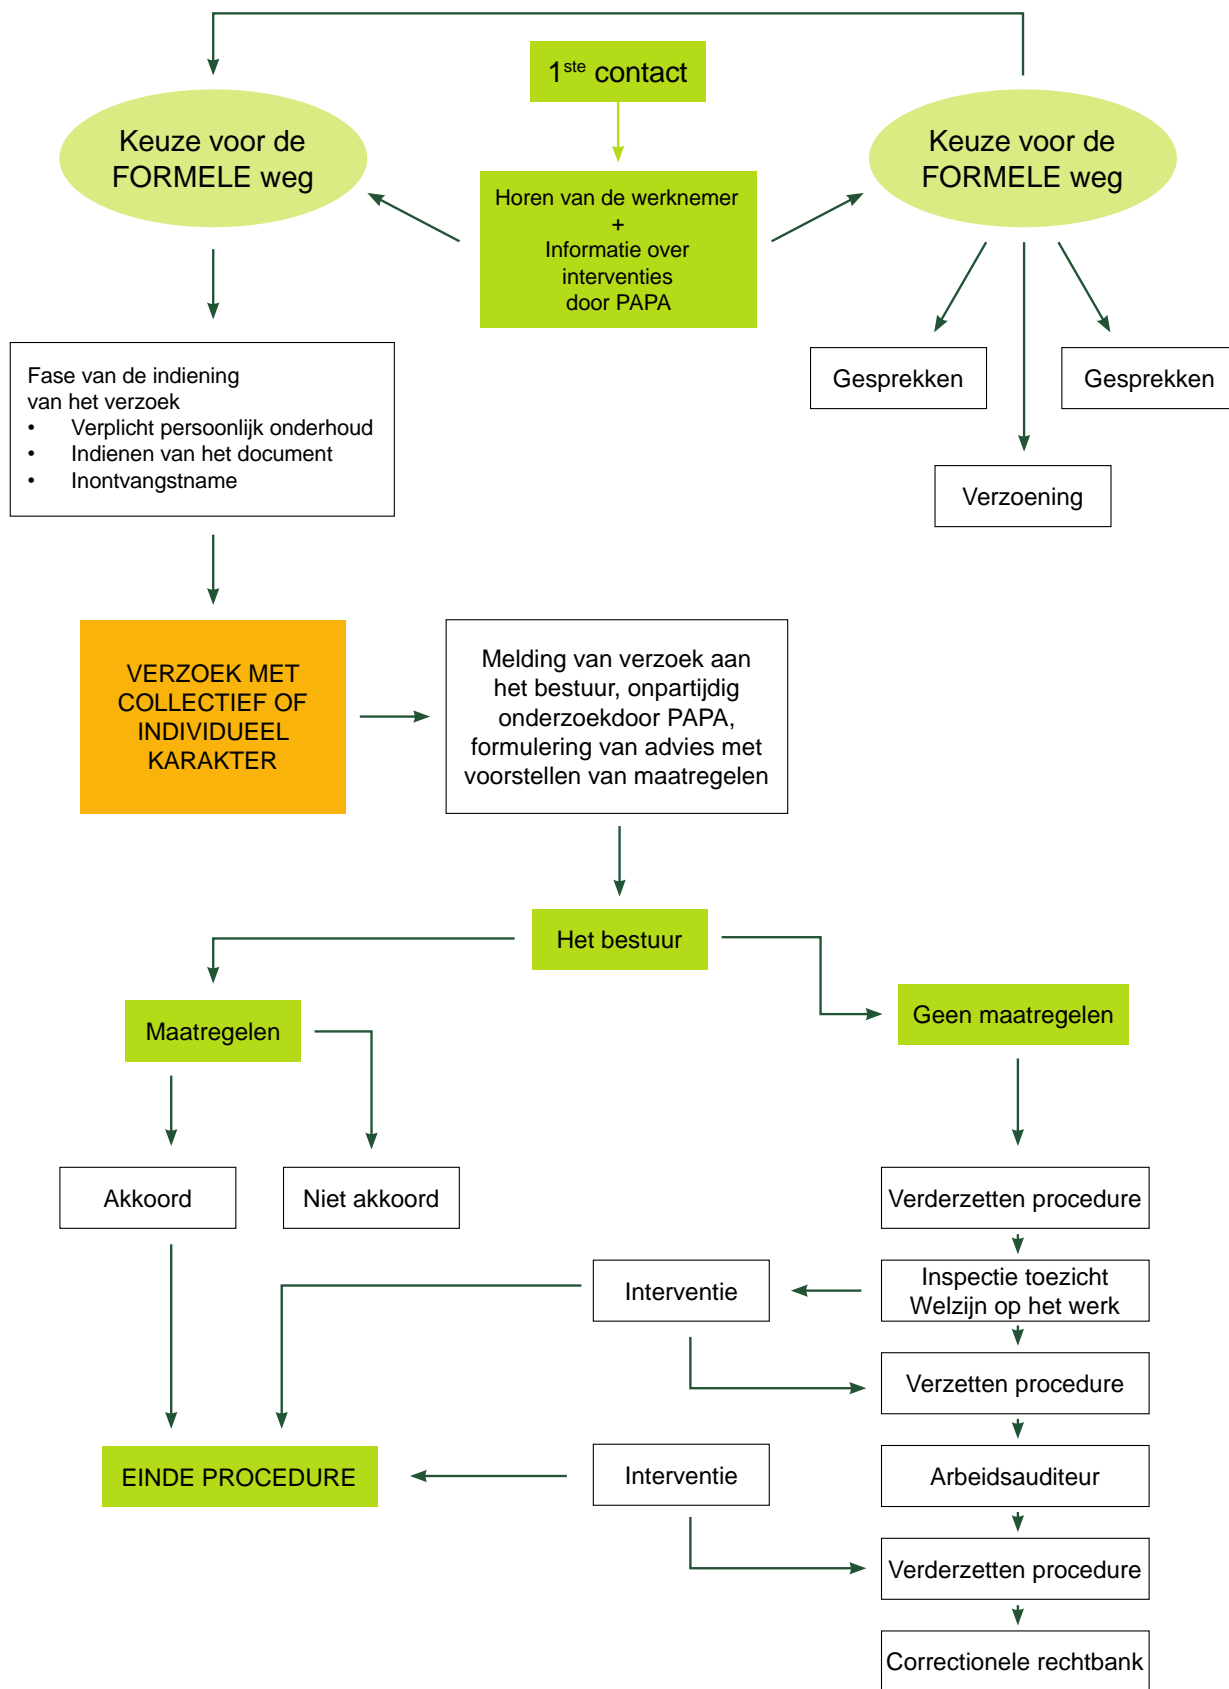 1ste contact
Keuze voor de
FORMELE weg
Horen van de werknemer
+
Informatie over
interventies
door PAPA
Keuze voor de
FORMELE weg
Fase van de indiening
van het verzoek
• Verplicht persoonlijk onderhoud
• Indienen van het document
• Inontvangstname
Gesprekken
Gesprekken
Verzoening
VERZOEK MET
COLLECTIEF OF
INDIVIDUEEL
KARAKTER
Melding van verzoek aan
het bestuur, onpartijdig
onderzoekdoor PAPA,
formulering van advies met
voorstellen van maatregelen
Het bestuur
Maatregelen
Geen maatregelen
Akkoord
Niet akkoord
Verderzetten procedure
Interventie
Inspectie toezicht
Welzijn op het werk
Verzetten procedure
EINDE PROCEDURE
Interventie
Arbeidsauditeur
Verderzetten procedure
Correctionele rechtbank